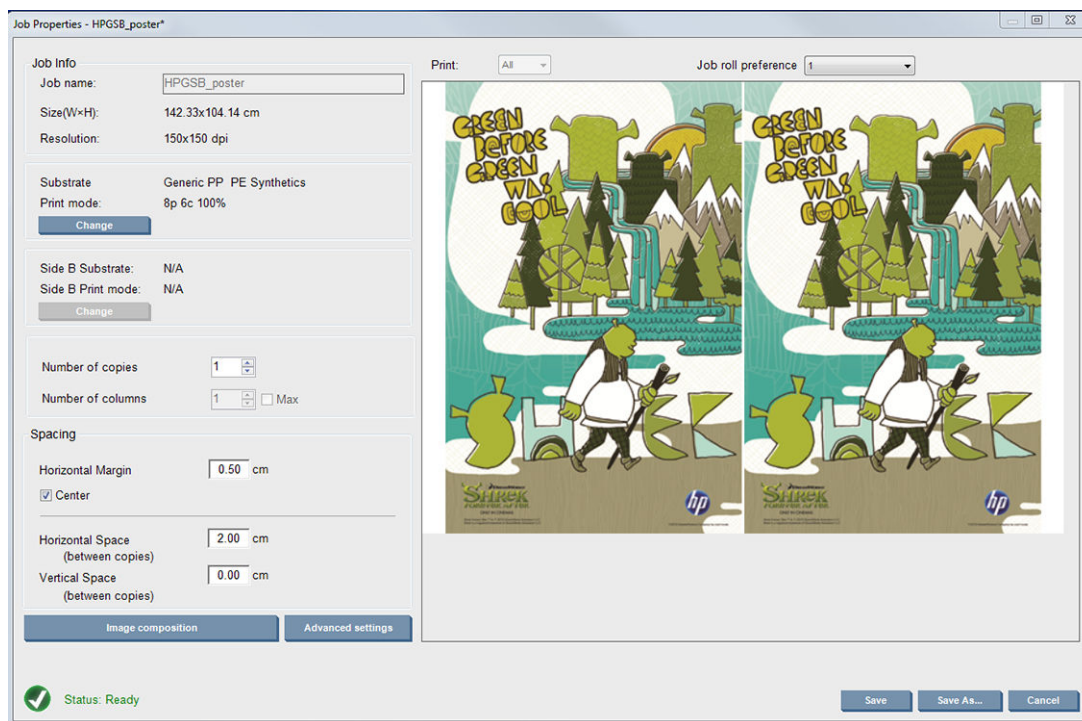 Job Properties - HPGSB_poster*
Job Info
Job name: HPGSB_poster
Size(W×H): 142.33x104.14 cm
Resolution: 150x150 dpi
Substrate Generic PP PE Synthetics
Print mode: 8p 6c 100%
Change
Side B Substrate: N/A
Side B Print mode: N/A
Change
Number of copies 1
Number of columns 1 Max
Spacing
Horizontal Margin 0.50 cm
Center
Horizontal Space 2.00 cm
(between copies)
Vertical Space 0.00 cm
(between copies)
Image composition Advanced settings
Status: Ready
Print: All Job roll preference 1
GREEN
BEFORE
GREEN
WAS
COOL
SHREK
SHREK
hp
GREEN
BEFORE
GREEN
WAS
COOL
SHREK
SHREK
hp
Save Save As... Cancel